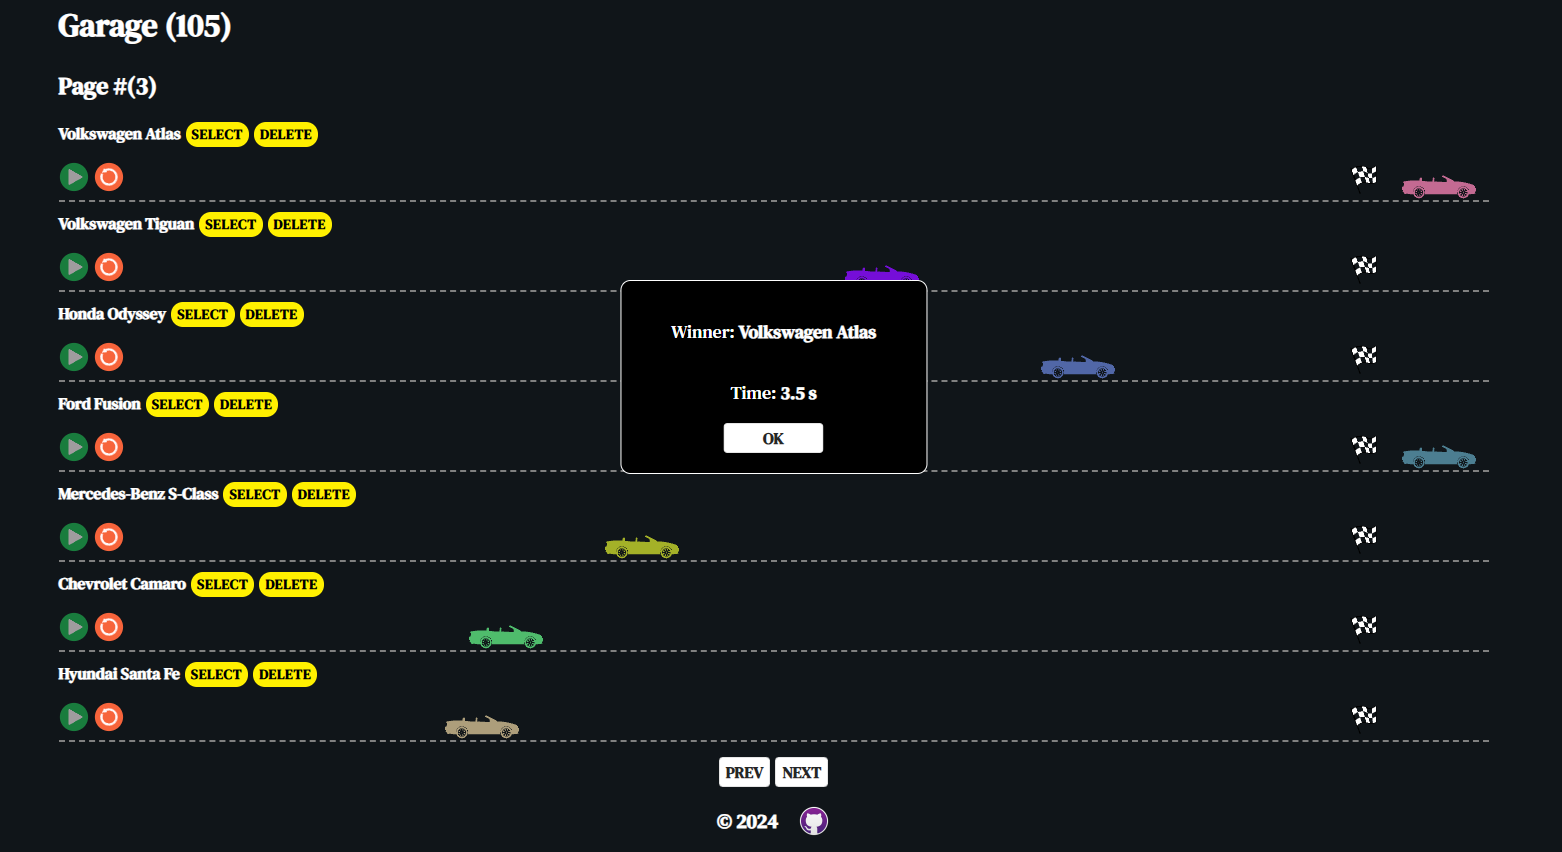 Garage (105)
Page #(3)
Volkswagen Atlas SELECT DELETE
Volkswagen Tiguan SELECT DELETE
Honda Odyssey SELECT DELETE
Winner: Volkswagen Atlas
Time: 3.5 s
OK
Ford Fusion SELECT DELETE
Mercedes-Benz S-Class SELECT DELETE
Chevrolet Camaro SELECT DELETE
Hyundai Santa Fe SELECT DELETE
PREV NEXT
© 2024